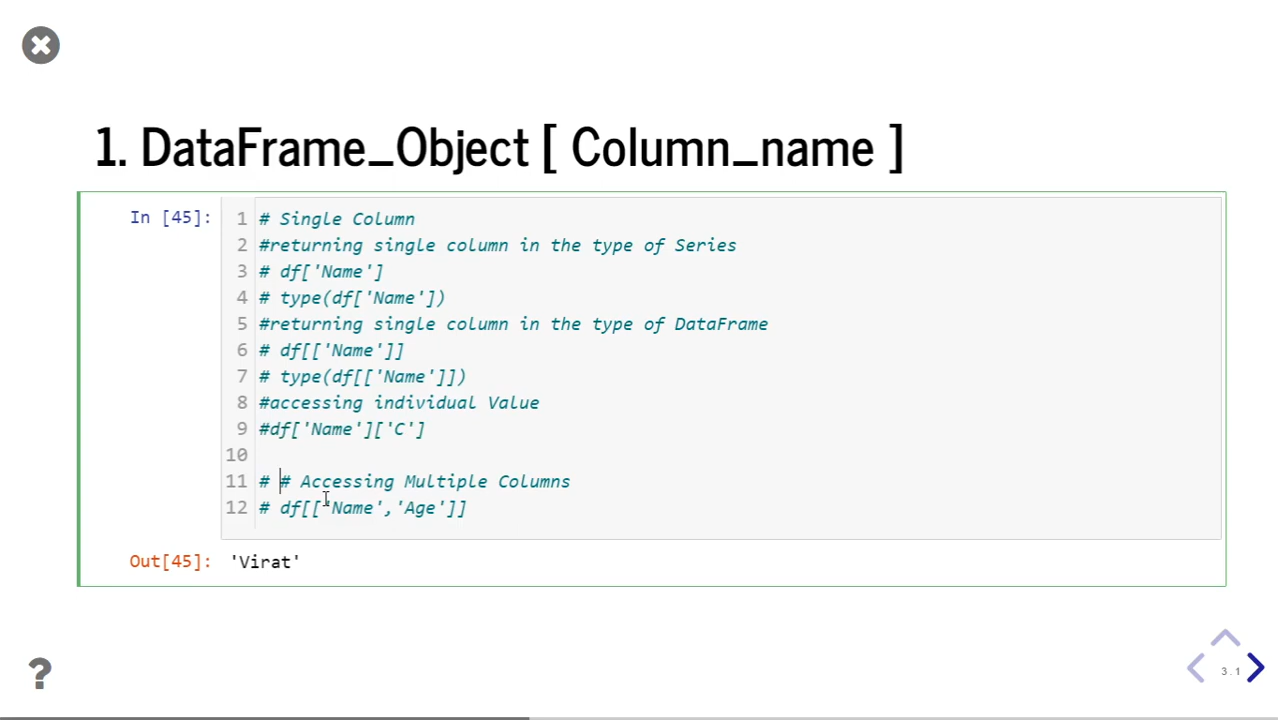 1. DataFrame_Object [ Column_name ]
In [45]:
1 # Single Column
2 #returning single column in the type of Series
3 # df['Name']
4 # type(df['Name'])
5 #returning single column in the type of DataFrame
6 # df[['Name']]
7 # type(df[['Name']])
8 #accessing individual Value
9 #df['Name']['C']
10
11 # # Accessing Multiple Columns
12 # df[['Name','Age']]
Out[45]: 'Virat'
?
3.1